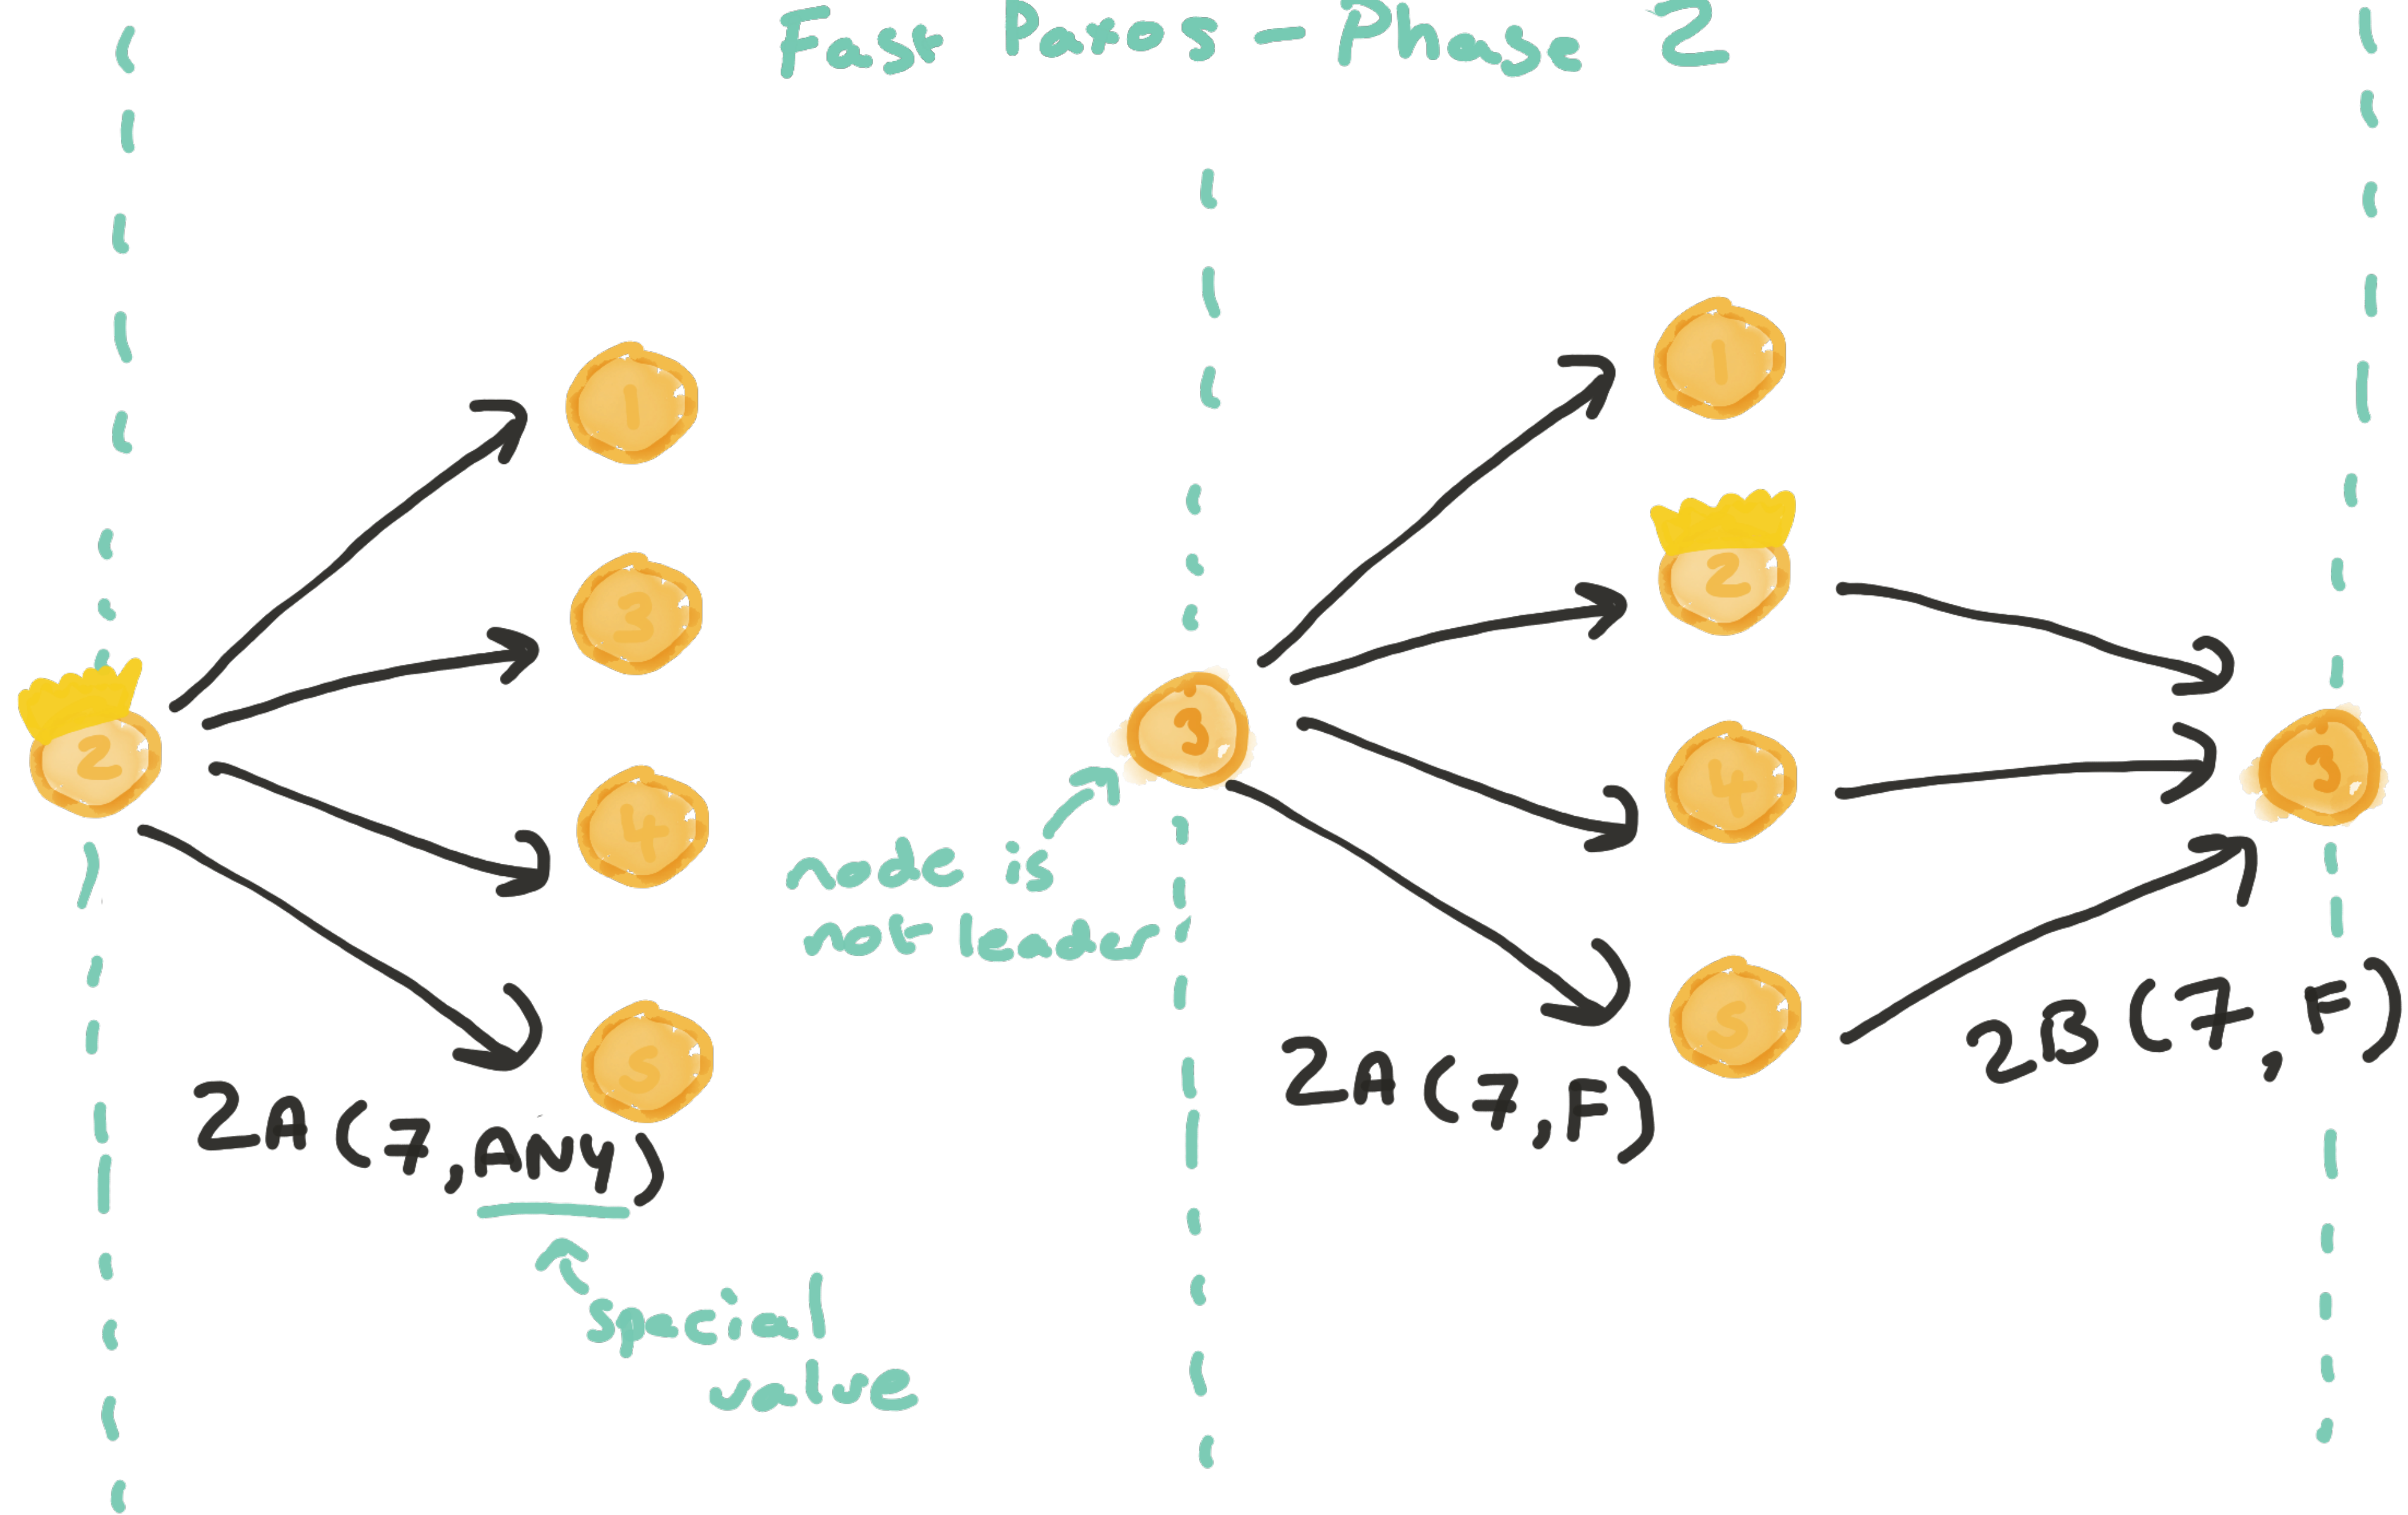 Fast Paxos - Phase 2
1
3
2
4
5
2A (7, ANY)
special
value
node is
not leader
3
1
2
4
5
2A (7, F)
3
2B (7, F)